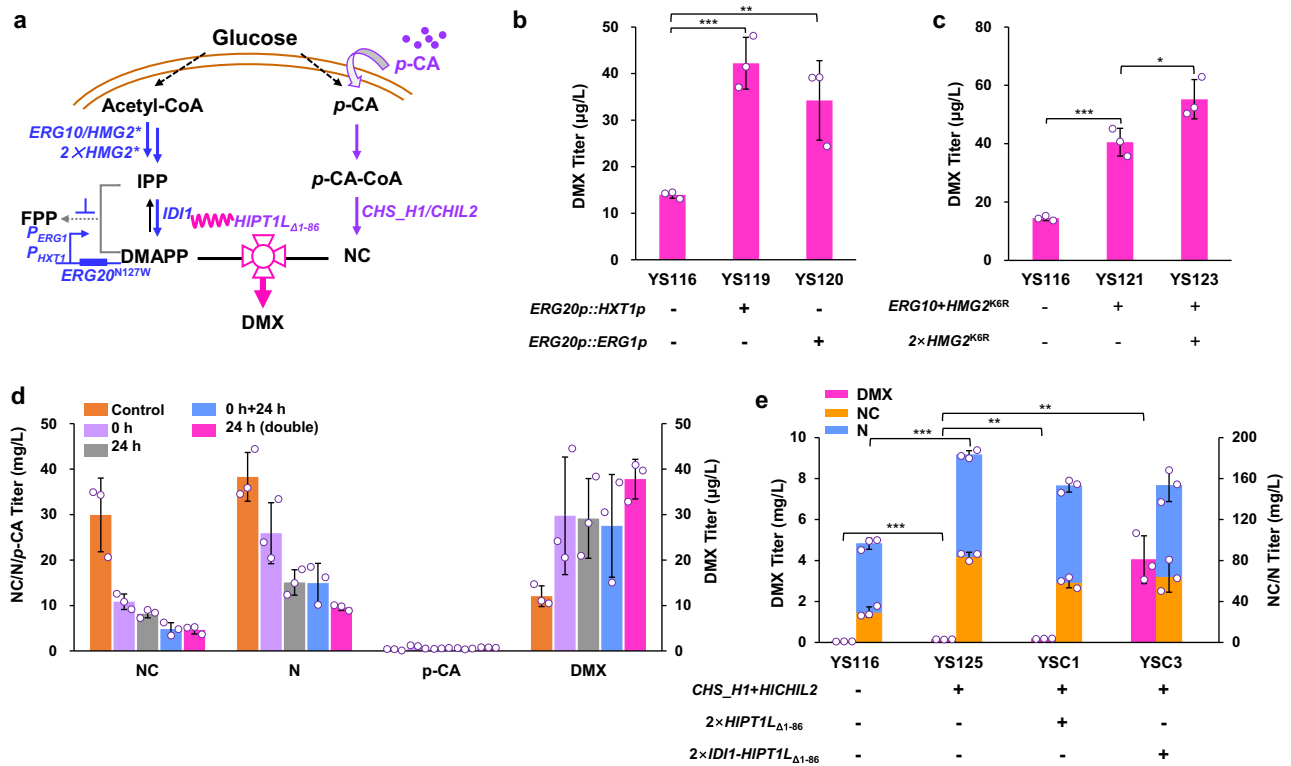 a
Glucose
p-CA
Acetyl-CoA
p-CA
ERG10/HMG2*
2×HMG2*
IPP
p-CA-CoA
FPP
IDI1
HIPT1LΔ1-86
CHS_H1/CHIL2
PERG1
PHXT1
DMAPP
NC
ERG20N127W
DMX
b
DMX Titer (µg/L)
50
40
30
20
10
0
***
**
YS116 YS119 YS120
ERG20p::HXT1p - + -
ERG20p::ERG1p - - +
c
DMX Titer (µg/L)
80
60
40
20
0
***
*
YS116 YS121 YS123
ERG10+HMG2K6R - + +
2×HMG2K6R - - +
d
Control
0 h
24 h
0 h+24 h
24 h (double)
NC/N/p-CA Titer (mg/L)
50
40
30
20
10
0
DMX Titer (µg/L)
50
40
30
20
10
0
NC N p-CA DMX
e
DMX
NC
N
DMX Titer (mg/L)
10
8
6
4
2
0
NC/N Titer (mg/L)
200
160
120
80
40
0
***
***
**
**
YS116 YS125 YSC1 YSC3
CHS_H1+HICHIL2 - + + +
2×HIPT1LΔ1-86 - - + -
2×IDI1-HIPT1LΔ1-86 - - - +